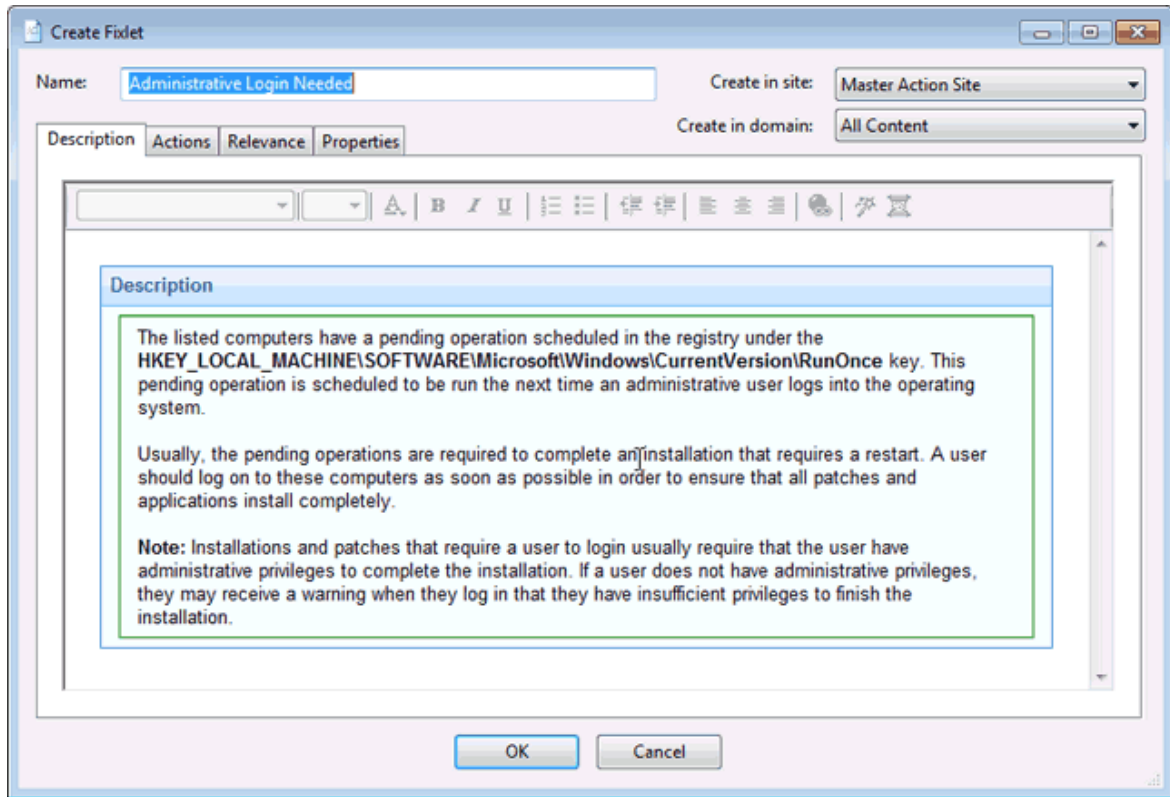 Create Fixlet
Name:
Administrative Login Needed
Create in site:
Master Action Site
Create in domain:
All Content
Description
Actions
Relevance
Properties
A
B
I
U
Description
The listed computers have a pending operation scheduled in the registry under the
HKEY_LOCAL_MACHINE\SOFTWARE\Microsoft\Windows\CurrentVersion\RunOnce key. This
pending operation is scheduled to be run the next time an administrative user logs into the operating
system.
Usually, the pending operations are required to complete an installation that requires a restart. A user
should log on to these computers as soon as possible in order to ensure that all patches and
applications install completely.
Note: Installations and patches that require a user to login usually require that the user have
administrative privileges to complete the installation. If a user does not have administrative privileges,
they may receive a warning when they log in that they have insufficient privileges to finish the
installation.
OK
Cancel